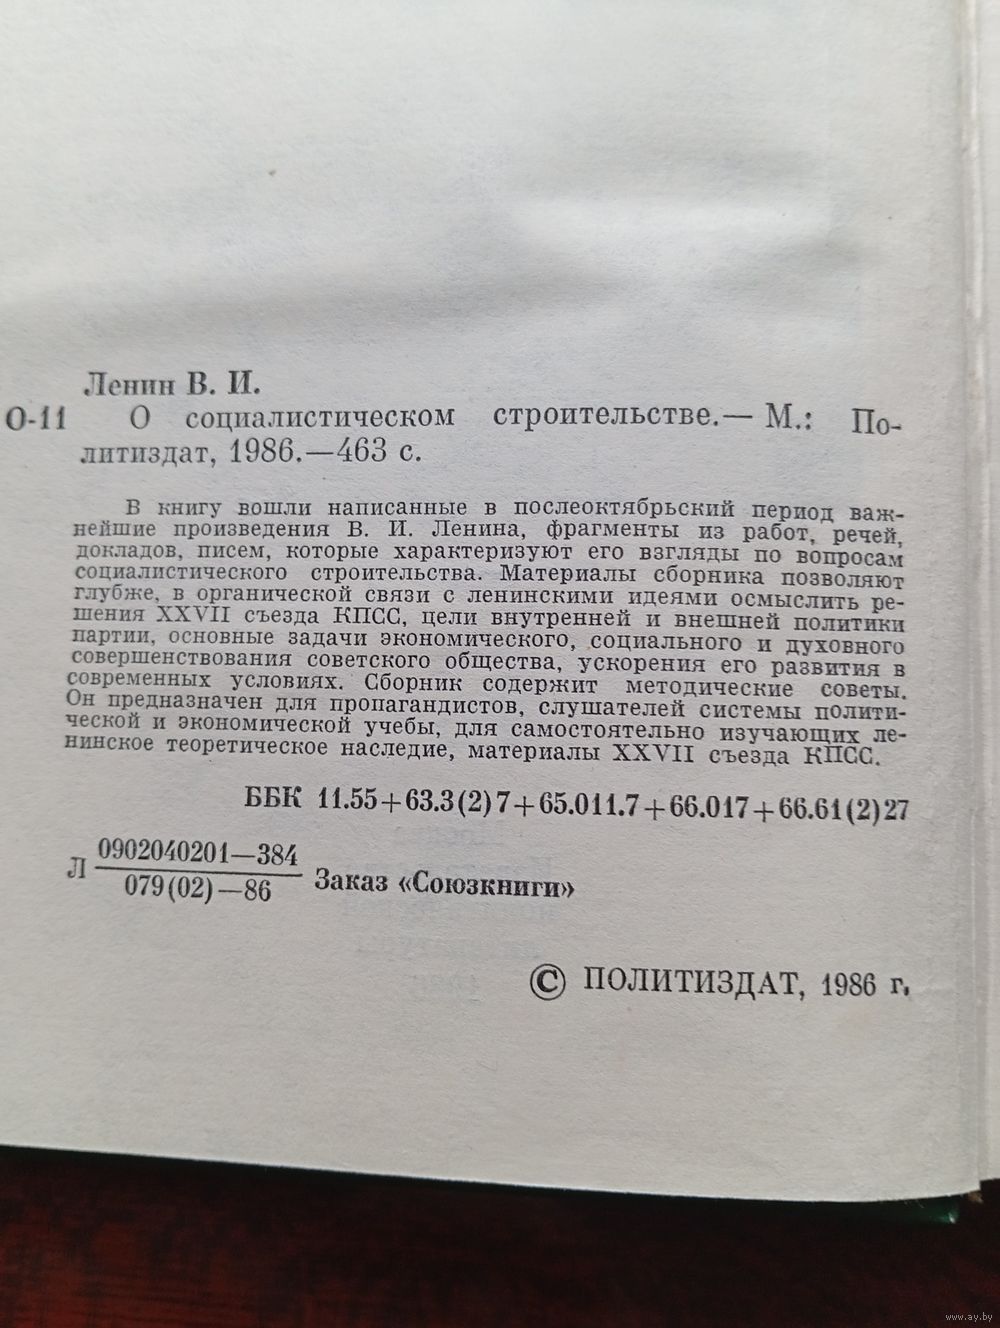 Ленин В. И.
О-11 О социалистическом строительстве.— М.: По-
литиздат, 1986.—463 с.
В книгу вошли написанные в послеоктябрьский период важ-
нейшие произведения В. И. Ленина, фрагменты из работ, речей,
докладов, писем, которые характеризуют его взгляды по вопросам
социалистического строительства. Материалы сборника позволяют
глубже, в органической связи с ленинскими идеями осмыслить ре-
шения XXVII съезда КПСС, цели внутренней и внешней политики
партии, основные задачи экономического, социального и духовного
совершенствования советского общества, ускорения его развития в
современных условиях. Сборник содержит методические советы.
Он предназначен для пропагандистов, слушателей системы полити-
ческой и экономической учебы, для самостоятельно изучающих ле-
нинское теоретическое наследие, материалы XXVII съезда КПСС.
ББК 11.55+63.3(2)7+65.011.7+66.017+66.61(2)27
Л 0902040201—384
079(02)—86 Заказ «Союзкниги»
© ПОЛИТИЗДАТ, 1986 г.
www.ay.by